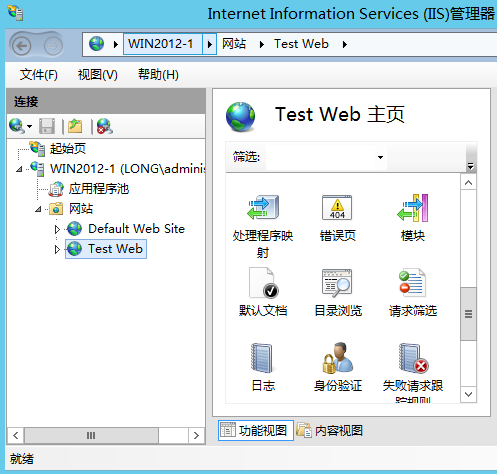 Internet Information Services (IIS)管理器
WIN2012-1 网站 Test Web
文件(F) 视图(V) 帮助(H)
连接
起始页
WIN2012-1 (LONG\adminis
应用程序池
网站
Default Web Site
Test Web
Test Web 主页
筛选:
处理程序映
射
错误页
404
模块
默认文档
目录浏览
请求筛选
日志
身份验证
失败请求跟
踪规则
功能视图
内容视图
就绪